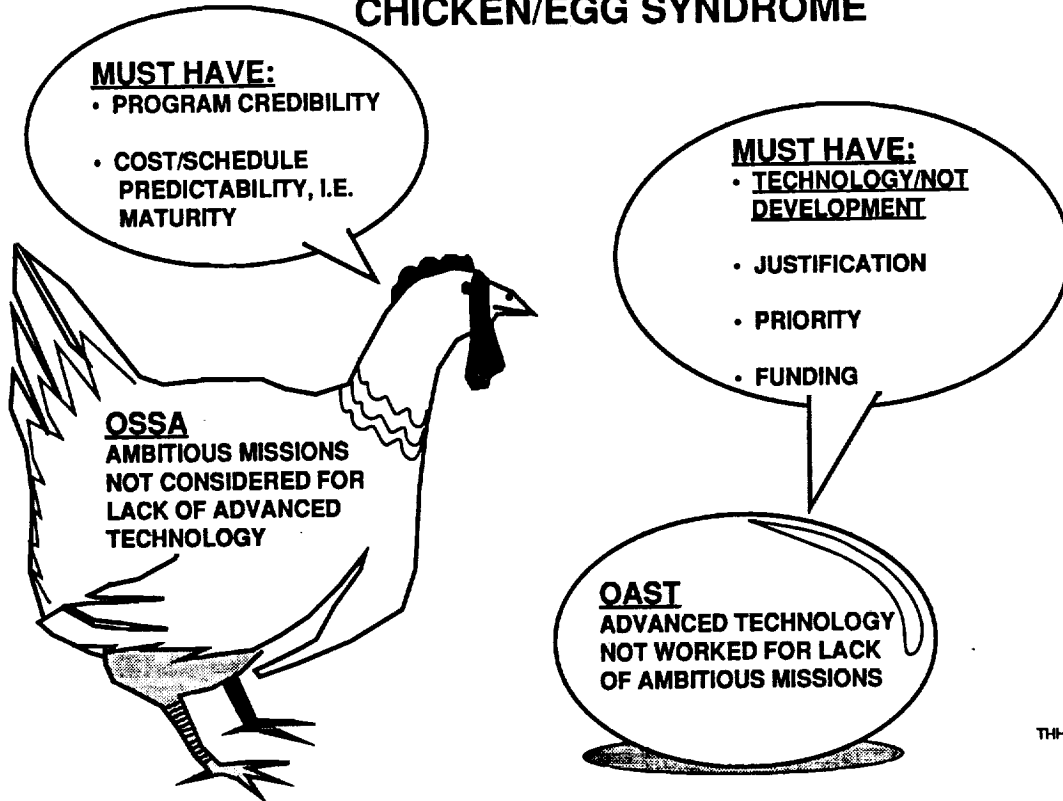 CHICKEN/EGG SYNDROME
MUST HAVE:
• PROGRAM CREDIBILITY
• COST/SCHEDULE
PREDICTABILITY, I.E.
MATURITY
MUST HAVE:
• TECHNOLOGY/NOT
DEVELOPMENT
• JUSTIFICATION
• PRIORITY
• FUNDING
OSSA
AMBITIOUS MISSIONS
NOT CONSIDERED FOR
LACK OF ADVANCED
TECHNOLOGY
OAST
ADVANCED TECHNOLOGY
NOT WORKED FOR LACK
OF AMBITIOUS MISSIONS
THH